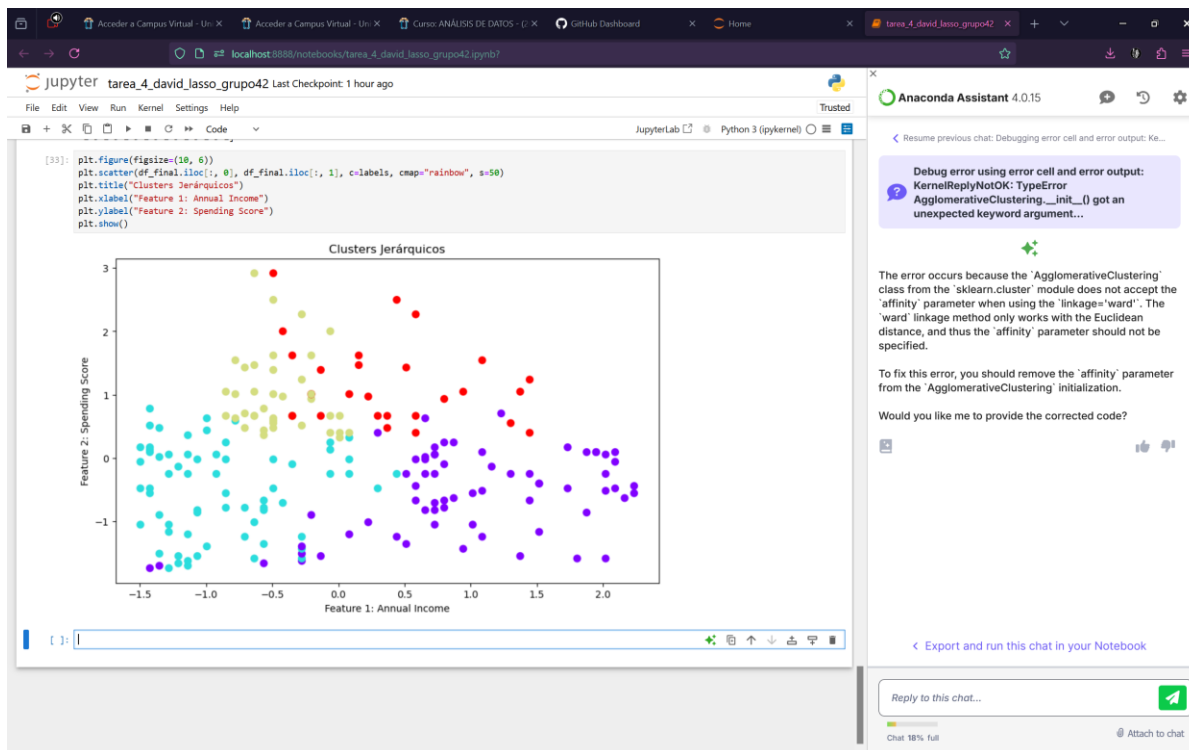 Acceder a Campus Virtual - Uni
Acceder a Campus Virtual - Uni
Curso: ANÁLISIS DE DATOS - (2
GitHub Dashboard
Home
tarea_4_david_lasso_grupo42
localhost:8888/notebooks/tarea_4_david_lasso_grupo42.ipynb?
jupyter tarea_4_david_lasso_grupo42 Last Checkpoint: 1 hour ago
File Edit View Run Kernel Settings Help
Trusted
Code
JupyterLab
Python 3 (ipykernel)
[33]: plt.figure(figsize=(10, 6))
plt.scatter(df_final.iloc[:, 0], df_final.iloc[:, 1], c=labels, cmap="rainbow", s=50)
plt.title("Clusters Jerárquicos")
plt.xlabel("Feature 1: Annual Income")
plt.ylabel("Feature 2: Spending Score")
plt.show()
Clusters Jerárquicos
3
2
1
0
−1
Feature 2: Spending Score
−1.5 −1.0 −0.5 0.0 0.5 1.0 1.5 2.0
Feature 1: Annual Income
[ ]:
Anaconda Assistant 4.0.15
Resume previous chat: Debugging error cell and error output: Ke...
Debug error using error cell and error output:
KernelReplyNotOK: TypeError
AgglomerativeClustering.__init__() got an
unexpected keyword argument...
The error occurs because the `AgglomerativeClustering`
class from the `sklearn.cluster` module does not accept the
`affinity` parameter when using the `linkage='ward'`. The
`ward` linkage method only works with the Euclidean
distance, and thus the `affinity` parameter should not be
specified.
To fix this error, you should remove the `affinity` parameter
from the `AgglomerativeClustering` initialization.
Would you like me to provide the corrected code?
Export and run this chat in your Notebook
Reply to this chat...
Chat 18% full
Attach to chat